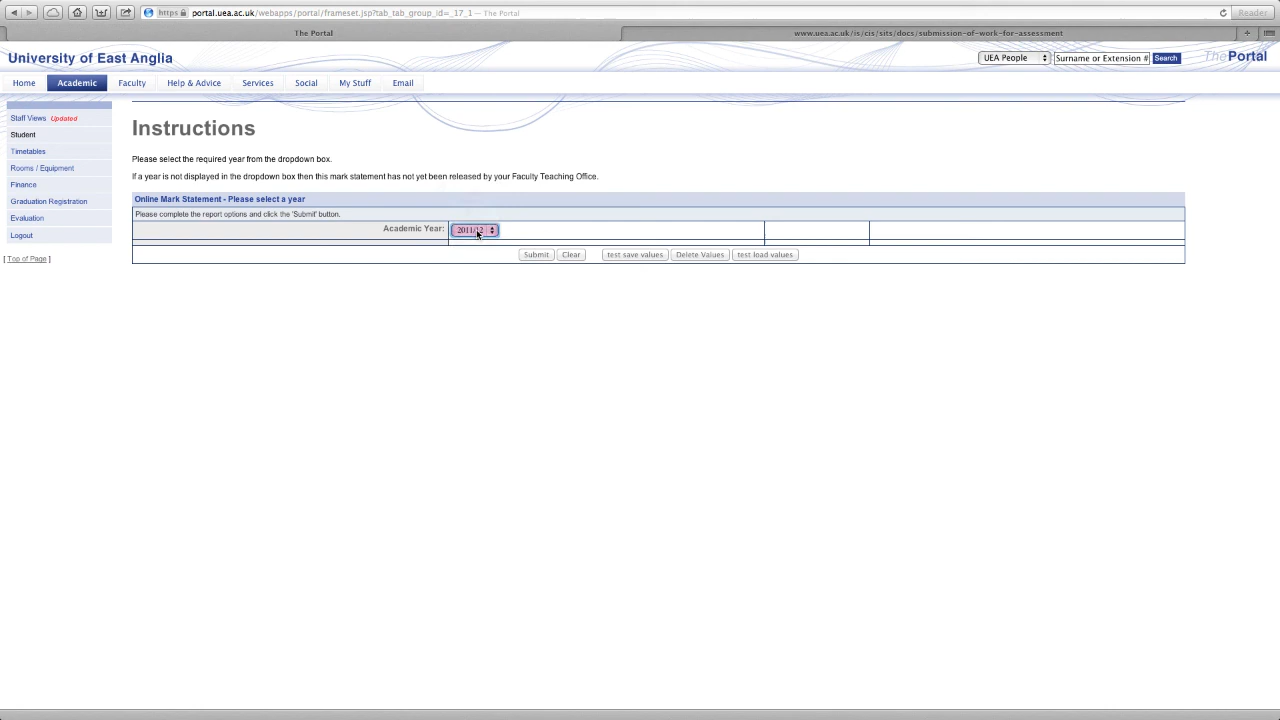 https portal.uea.ac.uk/webapps/portal/frameset.jsp?tab_tab_group_id=_17_1 — The Portal Reader
The Portal www.uea.ac.uk/is/cis/sits/docs/submission-of-work-for-assessment +
University of East Anglia UEA People Surname or Extension # Search ThePortal
Home Academic Faculty Help & Advice Services Social My Stuff Email
Staff Views Updated
Student
Timetables
Rooms / Equipment
Finance
Graduation Registration
Evaluation
Logout
[ Top of Page ]
Instructions
Please select the required year from the dropdown box.
If a year is not displayed in the dropdown box then this mark statement has not yet been released by your Faculty Teaching Office.
Online Mark Statement - Please select a year
Please complete the report options and click the 'Submit' button.
Academic Year: 2011/12
Submit Clear test save values Delete Values test load values